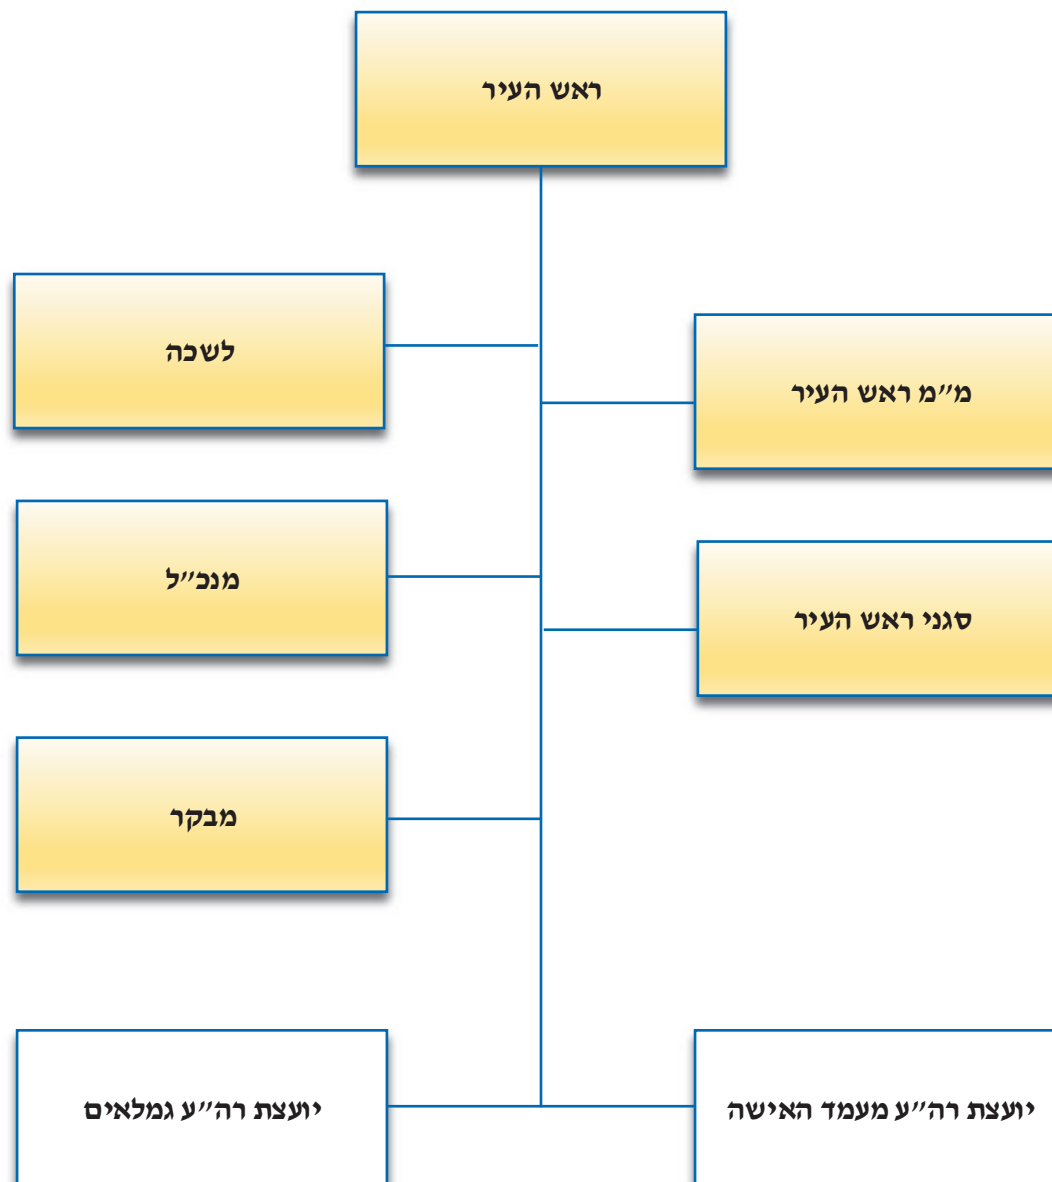 ראש העיר
לשכה
מ״מ ראש העיר
מנכ״ל
סגני ראש העיר
מבקר
יועצת רה״ע מעמד האישה
יועצת רה״ע גמלאים